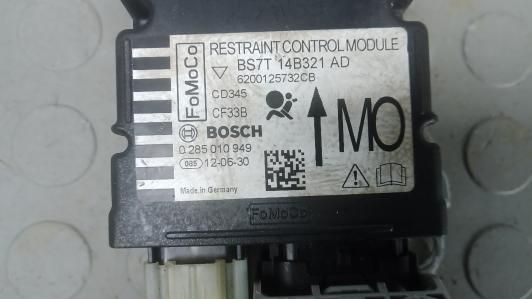 FoMoCo
RESTRAINT CONTROL MODULE
BS7T 14B321 AD
6200125732CB
CD345
CF33B
BOSCH
0 285 010 949
085 12-06-30
Made in Germany
MO
FoMoCo